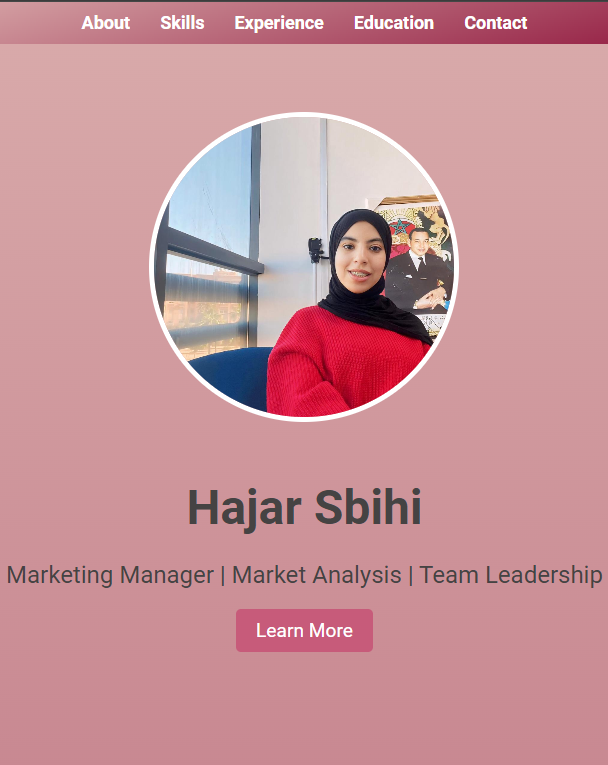 About Skills Experience Education Contact
Hajar Sbihi
Marketing Manager | Market Analysis | Team Leadership
Learn More